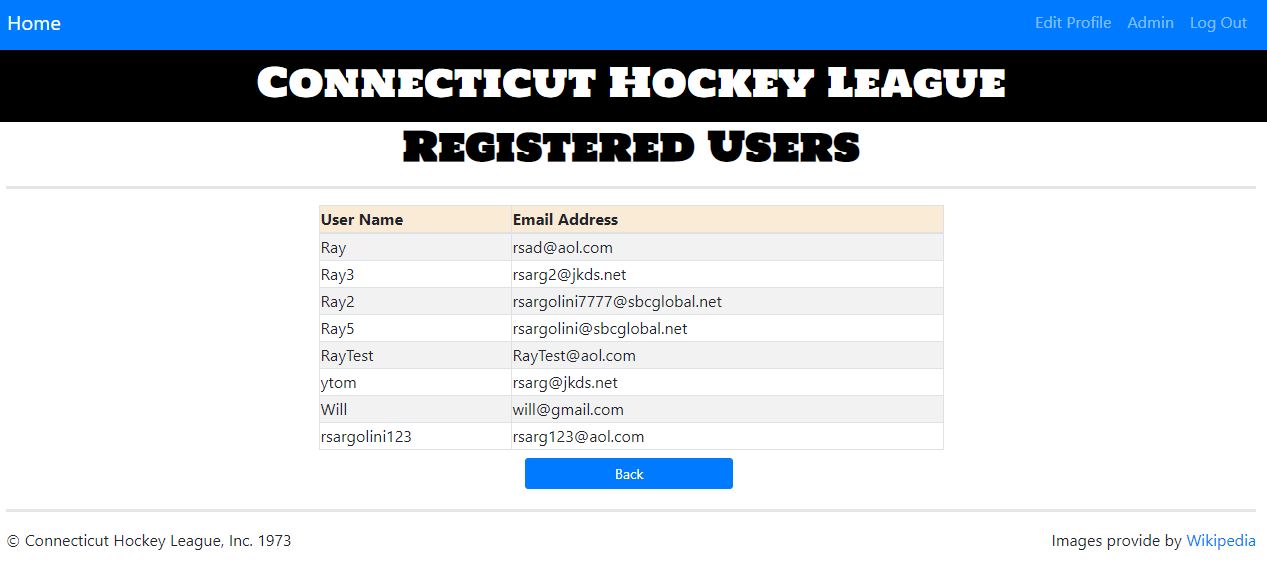 Home Edit Profile Admin Log Out
Connecticut Hockey League
Registered Users
User Name Email Address
Ray rsad@aol.com
Ray3 rsarg2@jkds.net
Ray2 rsargolini7777@sbcglobal.net
Ray5 rsargolini@sbcglobal.net
RayTest RayTest@aol.com
ytom rsarg@jkds.net
Will will@gmail.com
rsargolini123 rsarg123@aol.com
Back
© Connecticut Hockey League, Inc. 1973 Images provide by Wikipedia